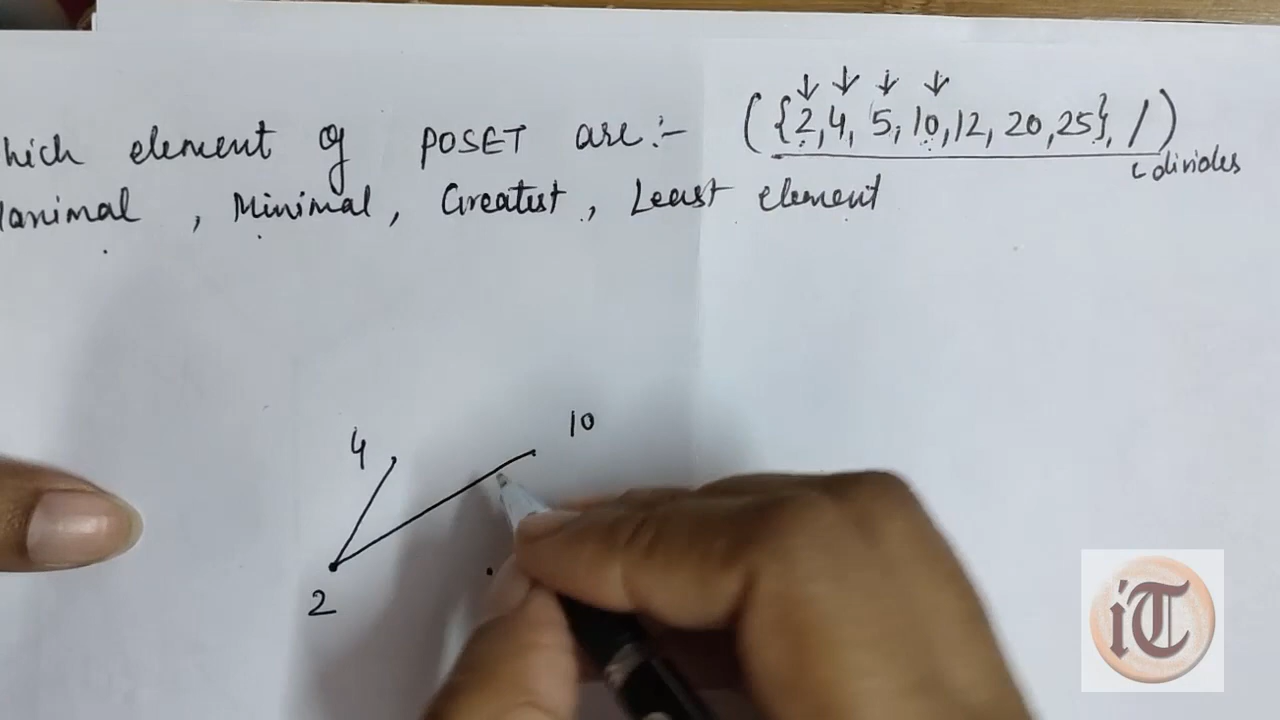 hich element of POSET are:- ({2,4, 5,10,12, 20,25}, /)
divides
animal , Minimal, Greatest, Least element
4
10
2
iT